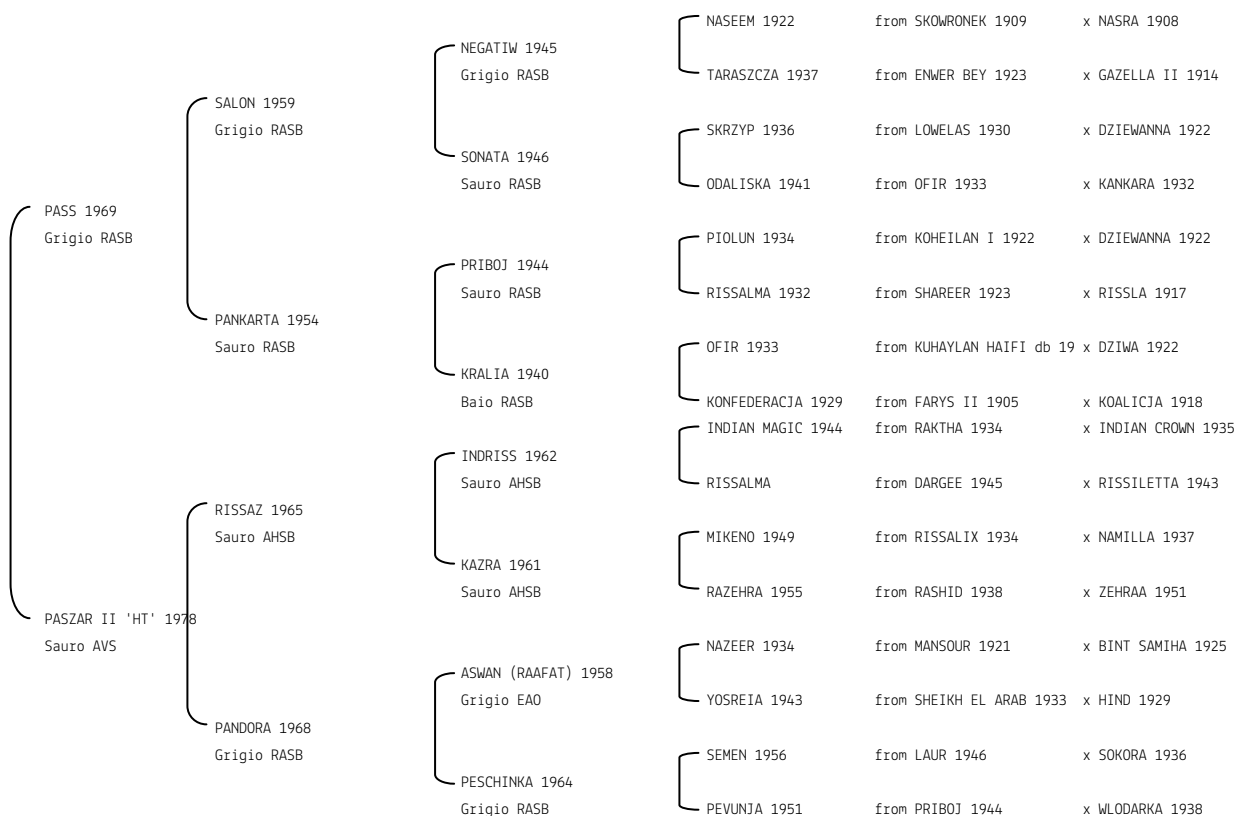 NASEEM 1922 from SKOWRONEK 1909 x NASRA 1908
NEGATIW 1945
Grigio RASB
TARASZCZA 1937 from ENWER BEY 1923 x GAZELLA II 1914
SALON 1959
Grigio RASB
SKRZYP 1936 from LOWELAS 1930 x DZIEWANNA 1922
SONATA 1946
Sauro RASB
ODALISKA 1941 from OFIR 1933 x KANKARA 1932
PASS 1969
Grigio RASB
PIOLUN 1934 from KOHEILAN I 1922 x DZIEWANNA 1922
PRIBOJ 1944
Sauro RASB
RISSALMA 1932 from SHAREER 1923 x RISSLA 1917
PANKARTA 1954
Sauro RASB
OFIR 1933 from KUHAYLAN HAIFI db 19 x DZIWA 1922
KRALIA 1940
Baio RASB
KONFEDERACJA 1929 from FARYS II 1905 x KOALICJA 1918
INDIAN MAGIC 1944 from RAKTHA 1934 x INDIAN CROWN 1935
INDRISS 1962
Sauro AHSB
RISSALMA from DARGEE 1945 x RISSILETTA 1943
RISSAZ 1965
Sauro AHSB
MIKENO 1949 from RISSALIX 1934 x NAMILLA 1937
KAZRA 1961
Sauro AHSB
RAZEHRA 1955 from RASHID 1938 x ZEHRAA 1951
PASZAR II 'HT' 1978
Sauro AVS
NAZEER 1934 from MANSOUR 1921 x BINT SAMIHA 1925
ASWAN (RAAFAT) 1958
Grigio EAO
YOSREIA 1943 from SHEIKH EL ARAB 1933 x HIND 1929
PANDORA 1968
Grigio RASB
SEMEN 1956 from LAUR 1946 x SOKORA 1936
PESCHINKA 1964
Grigio RASB
PEVUNJA 1951 from PRIBOJ 1944 x WLODARKA 1938